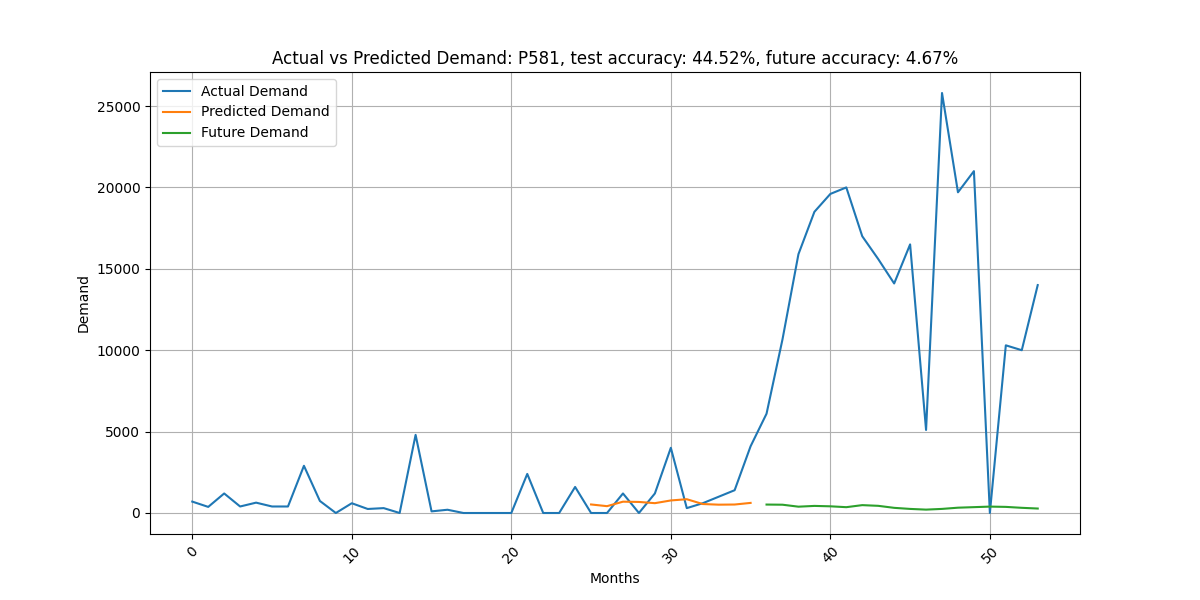 Actual vs Predicted Demand: P581, test accuracy: 44.52%, future accuracy: 4.67%
Actual Demand
Predicted Demand
Future Demand
25000
20000
15000
10000
5000
0
Demand
0
10
20
30
40
50
Months